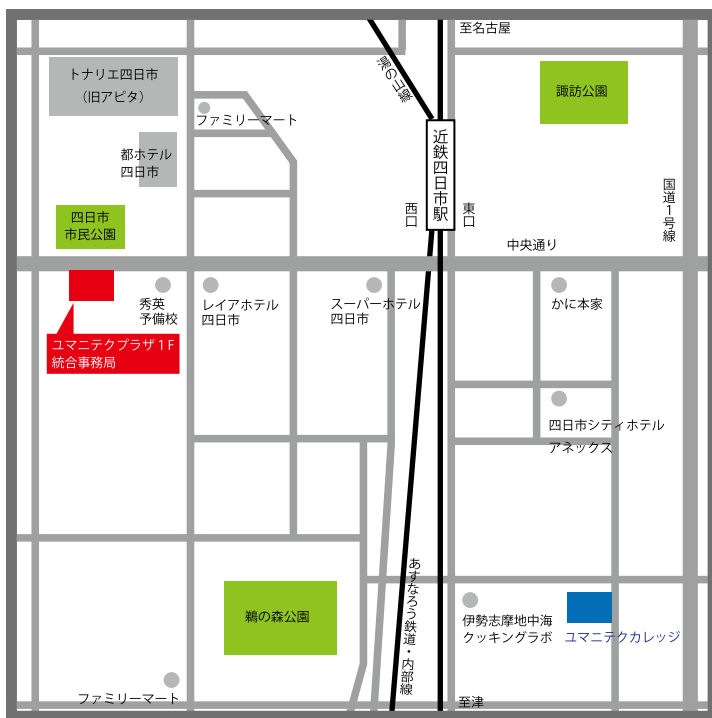 至名古屋
トナリエ四日市
（旧アピタ）
湯の山線
諏訪公園
ファミリーマート
近鉄四日市駅
都ホテル
四日市
西口
東口
国道1号線
四日市
市民公園
中央通り
秀英
予備校
レイアホテル
四日市
スーパーホテル
四日市
かに本家
ユマニテクプラザ１F
統合事務局
四日市シティホテル
アネックス
あすなろう鉄道・内部線
鵜の森公園
伊勢志摩地中海
クッキングラボ
ユマニテクカレッジ
ファミリーマート
至津